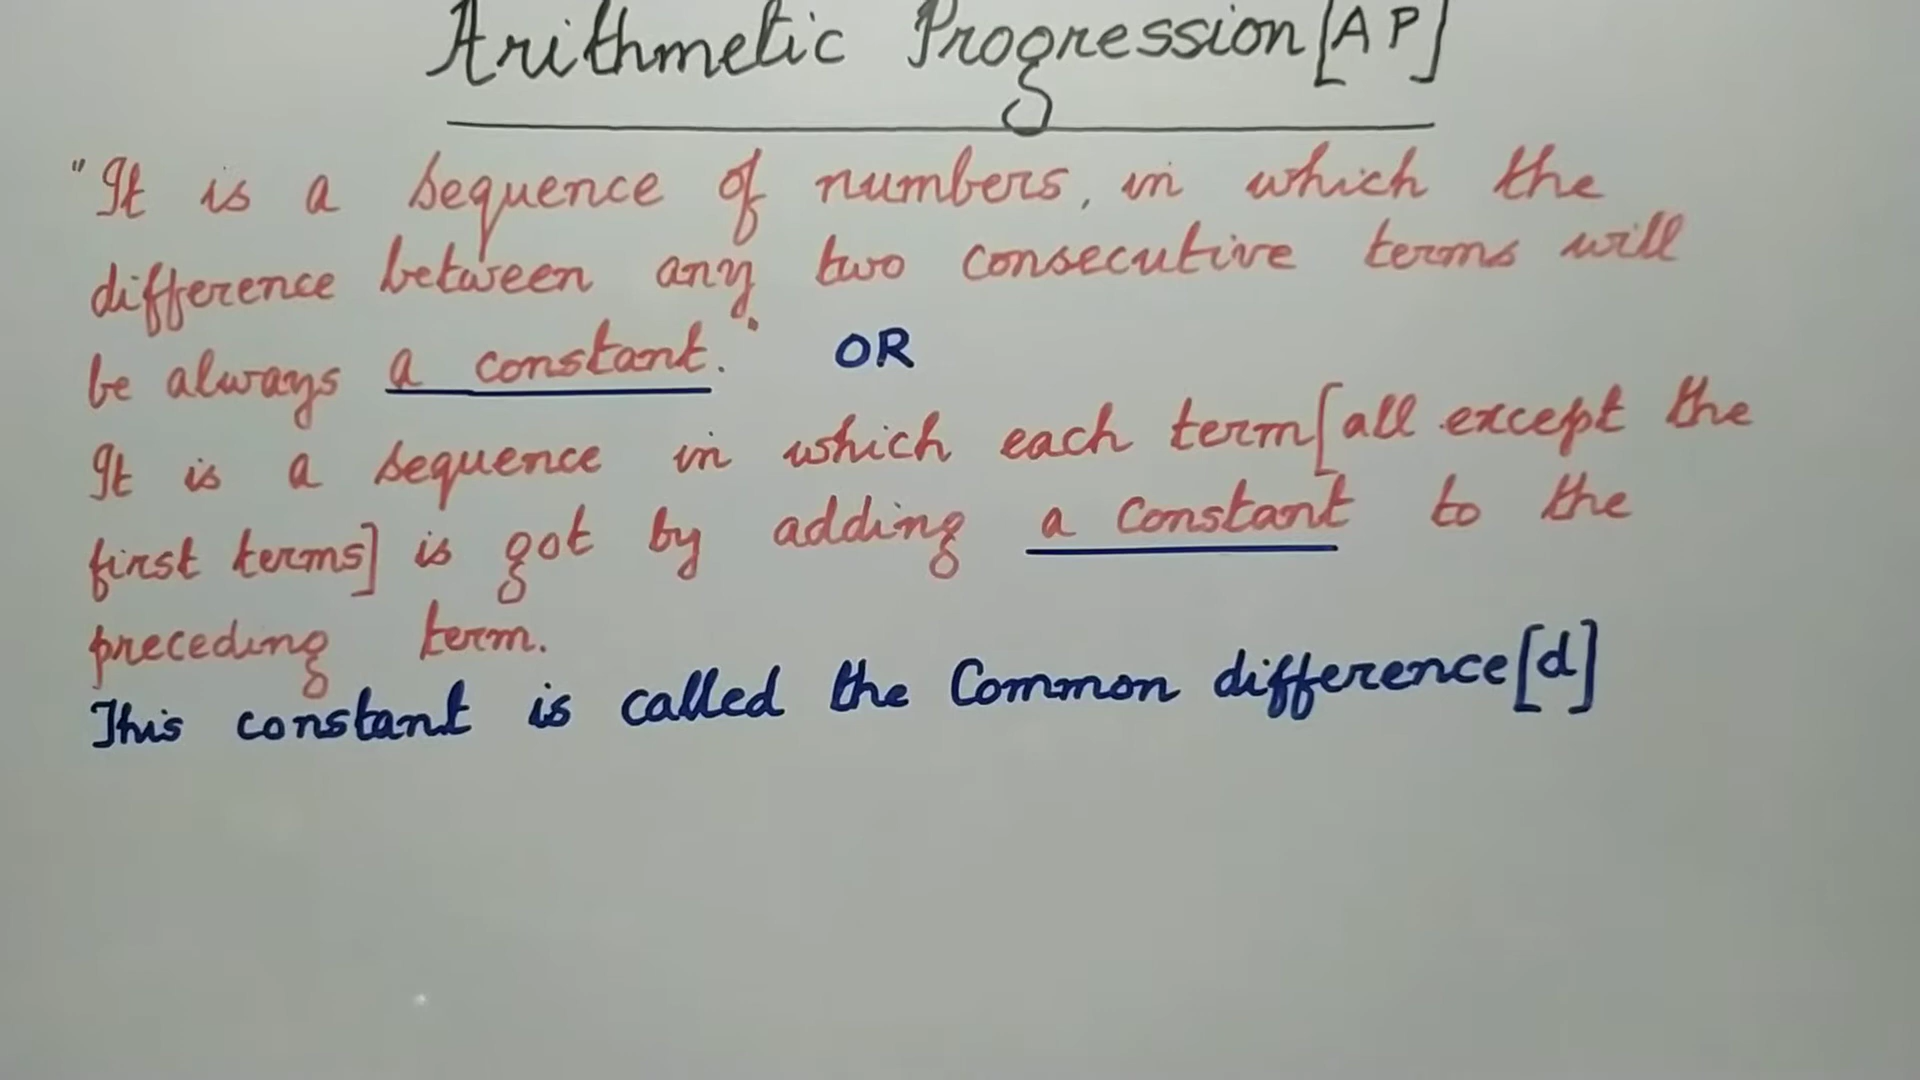 Arithmetic Progression [AP]
"It is a sequence of numbers, in which the
difference between any two consecutive terms will
be always a constant." OR
It is a sequence in which each term [all except the
first terms] is got by adding a constant to the
preceding term.
This constant is called the Common difference [d]